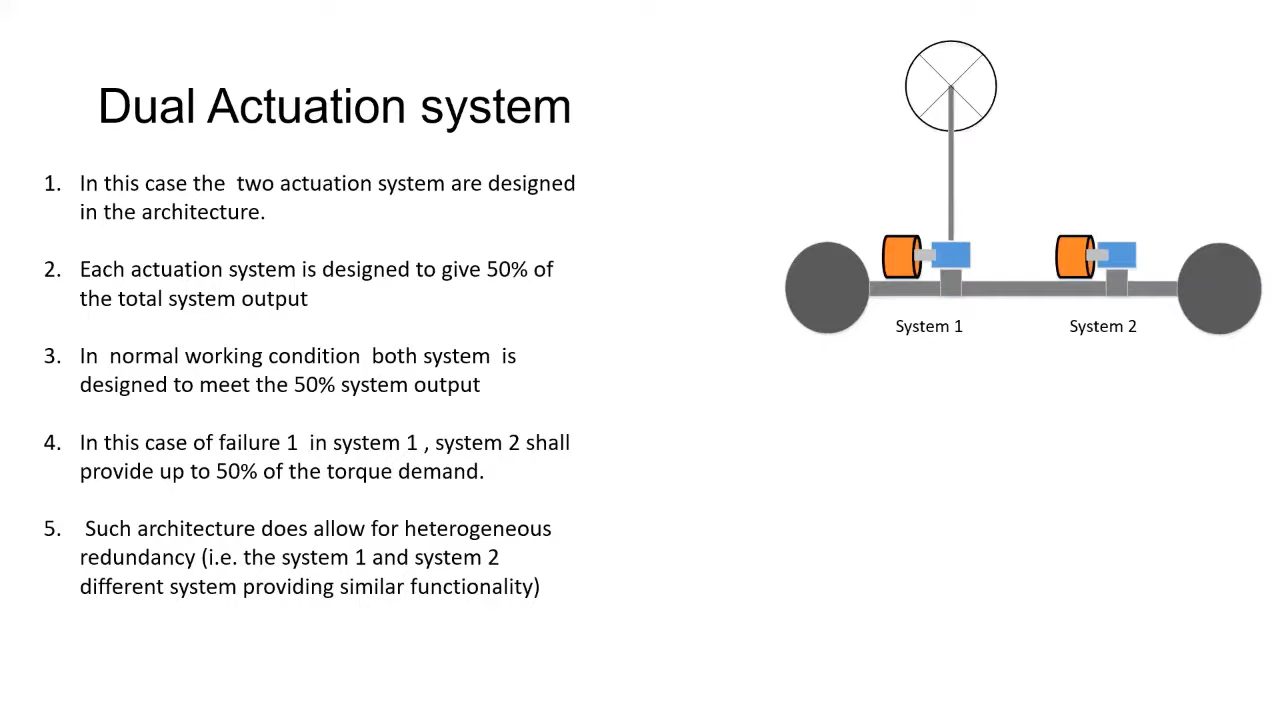 Dual Actuation system
1. In this case the  two actuation system are designed
in the architecture.
2. Each actuation system is designed to give 50% of
the total system output
3. In  normal working condition  both system  is
designed to meet the 50% system output
4. In this case of failure 1  in system 1 , system 2 shall
provide up to 50% of the torque demand.
5.  Such architecture does allow for heterogeneous
redundancy (i.e. the system 1 and system 2
different system providing similar functionality)
System 1
System 2